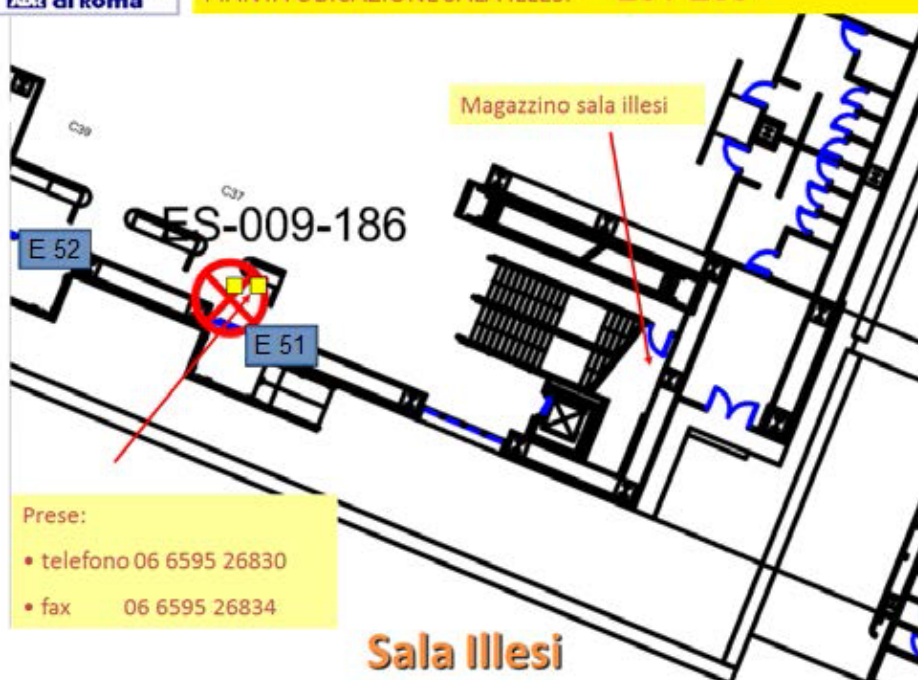 di Roma
C39
Magazzino sala illesi
C37
ES-009-186
E 52
E 51
Prese:
• telefono 06 6595 26830
• fax 06 6595 26834
Sala Illesi